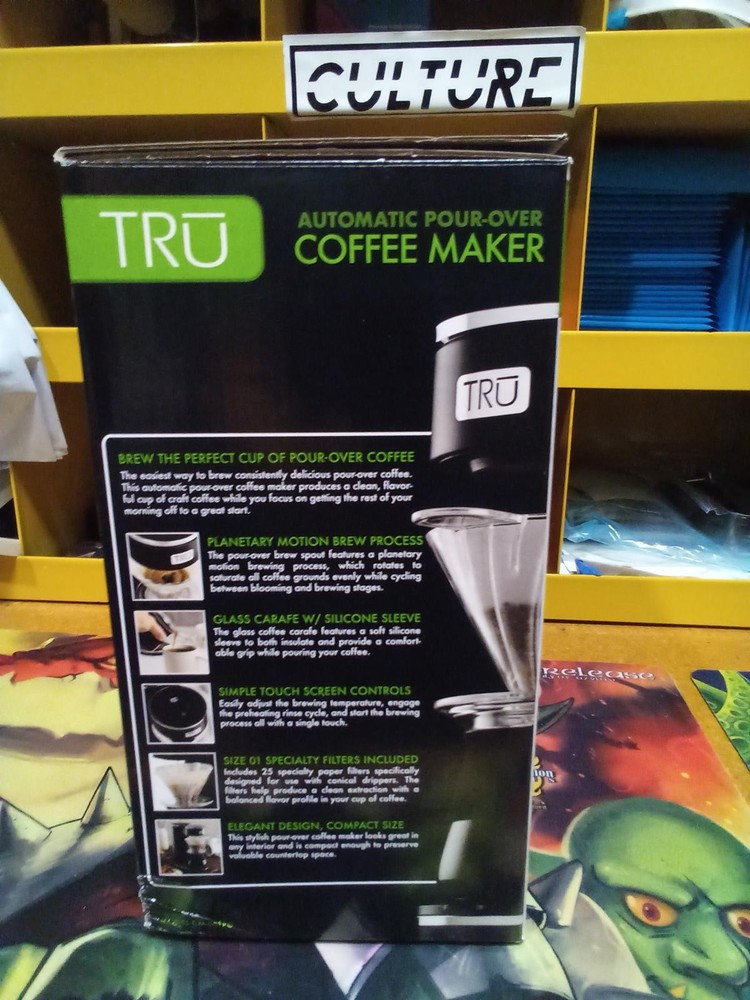 CULTURE
TRŪ
AUTOMATIC POUR-OVER
COFFEE MAKER
TRŪ
BREW THE PERFECT CUP OF POUR-OVER COFFEE
The easiest way to brew consistently delicious pour-over coffee.
This automatic pour-over coffee maker produces a clean, flavor-
ful cup of craft coffee while you focus on getting the rest of your
morning off to a great start.
PLANETARY MOTION BREW PROCESS
The pour-over brew spout features a planetary
motion brewing process, which rotates to
saturate all coffee grounds evenly while cycling
between blooming and brewing stages.
GLASS CARAFE W/ SILICONE SLEEVE
The glass coffee carafe features a soft silicone
sleeve to both insulate and provide a comfort-
able grip while pouring your coffee.
SIMPLE TOUCH SCREEN CONTROLS
Easily adjust the brewing temperature, engage
the preheating rinse cycle, and start the brewing
process all with a single touch.
SIZE 01 SPECIALTY FILTERS INCLUDED
Includes 25 specialty paper filters specifically
designed for use with conical drippers. The
filters help produce a clean extraction with a
balanced flavor profile in your cup of coffee.
ELEGANT DESIGN, COMPACT SIZE
This stylish pour-over coffee maker looks great in
any interior and is compact enough to preserve
valuable countertop space.
release